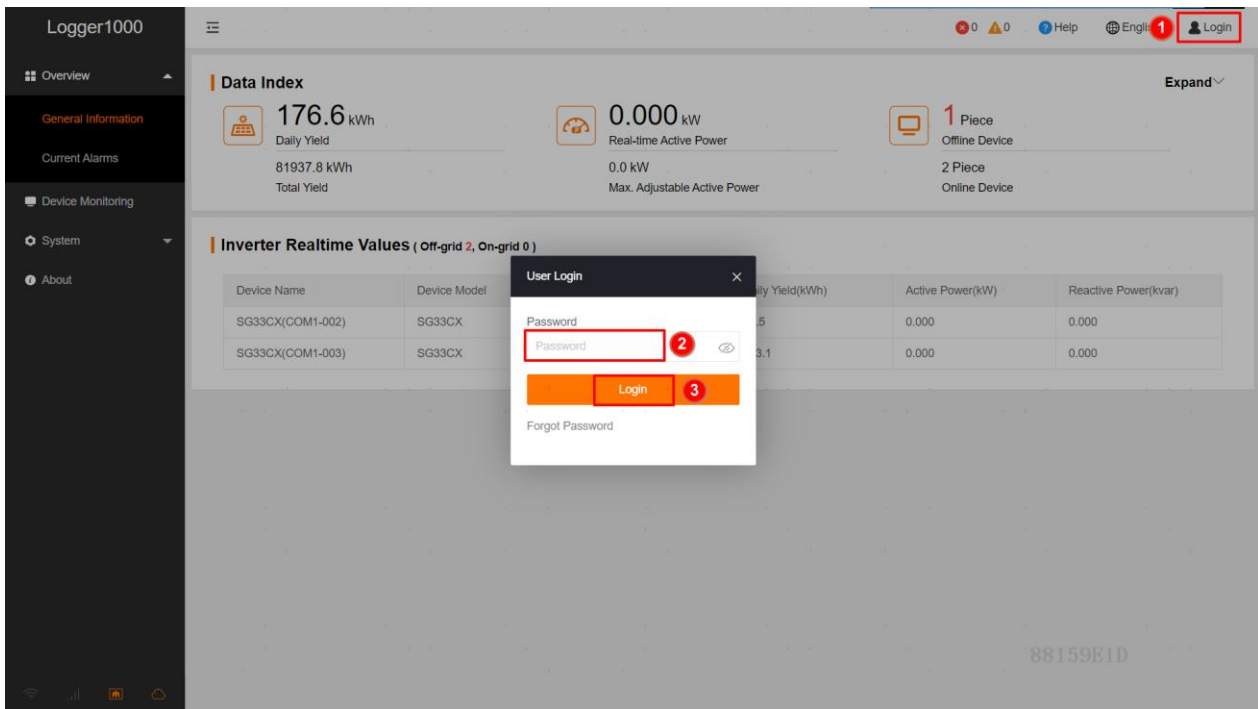 Logger1000
0 0 Help Engli 1 Login
Overview
General Information
Current Alarms
Device Monitoring
System
About
Data Index Expand
176.6 kWh
Daily Yield
81937.8 kWh
Total Yield
0.000 kW
Real-time Active Power
0.0 kW
Max. Adjustable Active Power
1 Piece
Offline Device
2 Piece
Online Device
Inverter Realtime Values ( Off-grid 2, On-grid 0 )
Device Name Device Model ily Yield(kWh) Active Power(kW) Reactive Power(kvar)
SG33CX(COM1-002) SG33CX .5 0.000 0.000
SG33CX(COM1-003) SG33CX 3.1 0.000 0.000
User Login
Password
Password 2
Login 3
Forgot Password
88159E1D